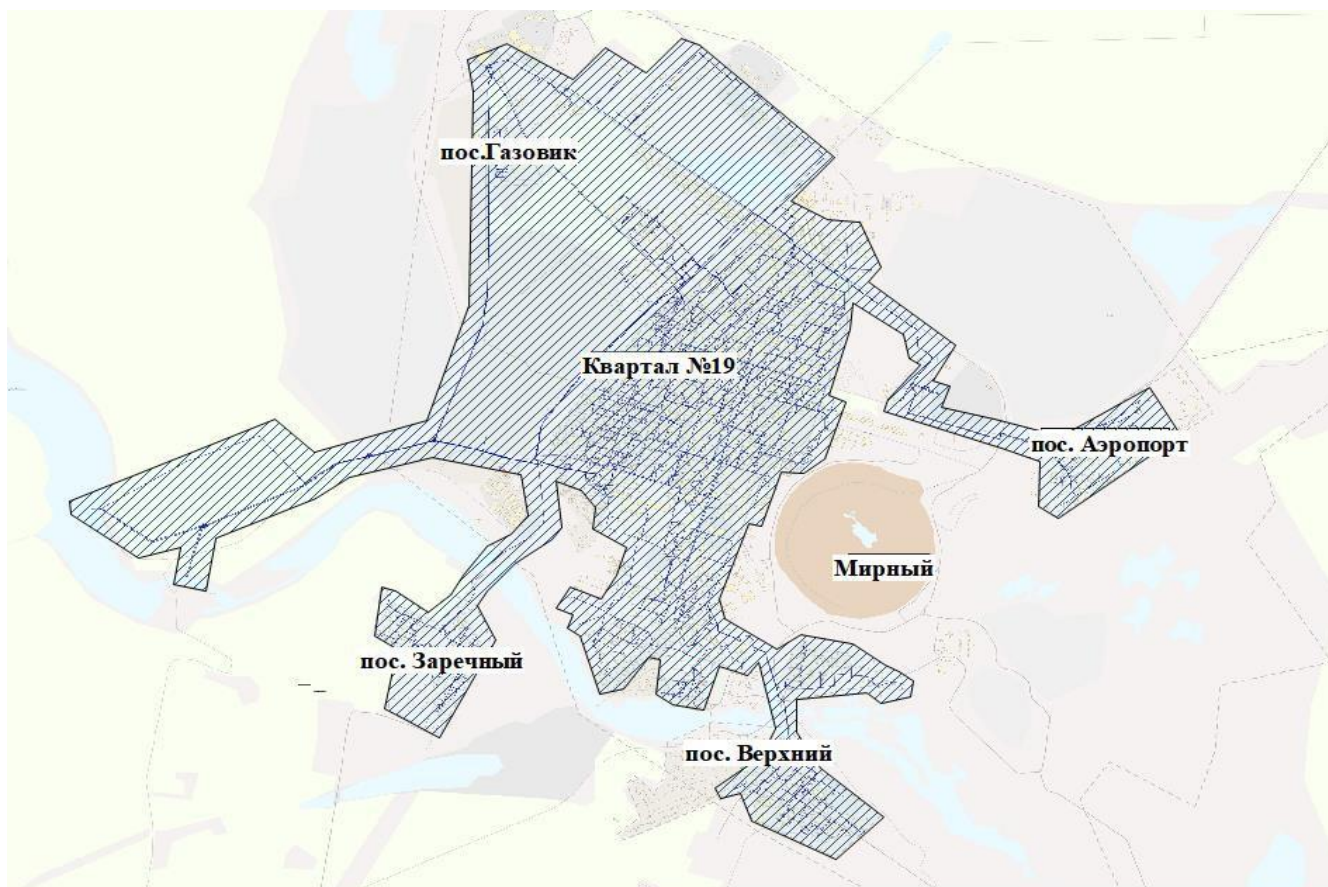 пос.Газовик
Квартал №19
пос. Аэропорт
Мирный
пос. Заречный
пос. Верхний